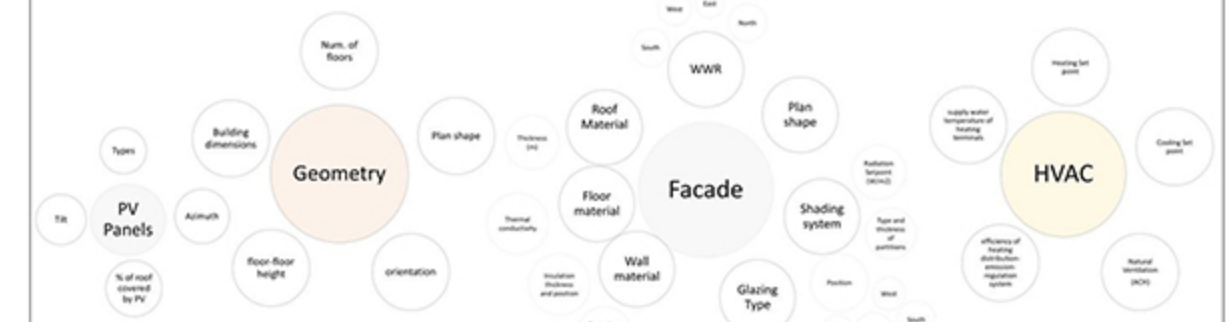 West
East
North
South
WWR
Num. of
floors
Building
dimensions
Geometry
Plan shape
floor-floor
height
orientation
Types
PV
Panels
Tilt
Azimuth
% of roof
covered
by PV
Roof
Material
Plan
shape
Thickness
(m)
Floor
material
Facade
Thermal
conductivity
Wall
material
Insulation
thickness
and position
Shading
system
Radiation
Setpoint
(W/m2)
Type and
thickness
of
partitions
Glazing
Type
Position
West
South
Heating Set
point
supply water
temperature of
heating
terminals
HVAC
Cooling Set
point
efficiency of
heating
distribution-
emission-
regulation
system
Natural
Ventilation
(ACH)